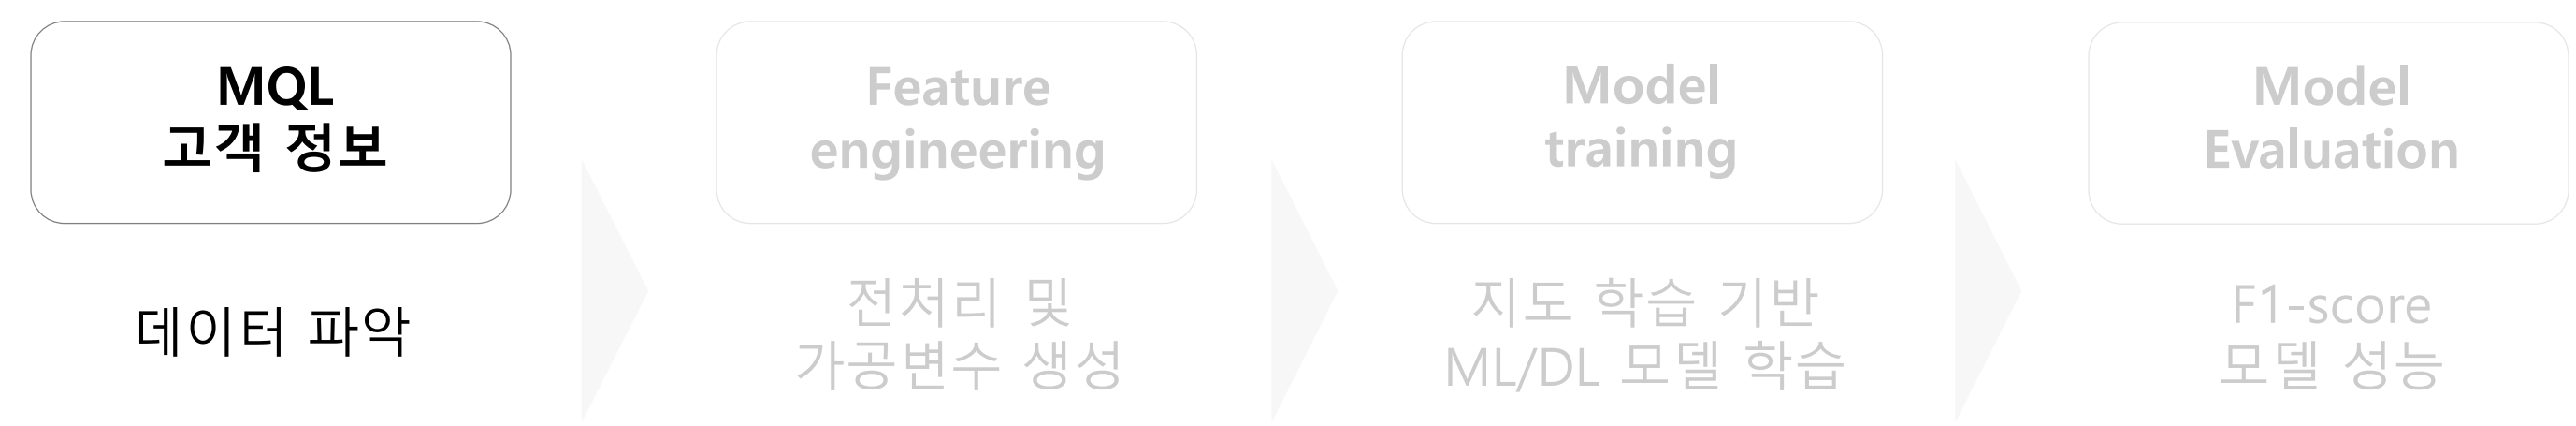 MQL
고객 정보
데이터 파악
Feature
engineering
전처리 및
가공변수 생성
Model
training
지도 학습 기반
ML/DL 모델 학습
Model
Evaluation
F1-score
모델 성능